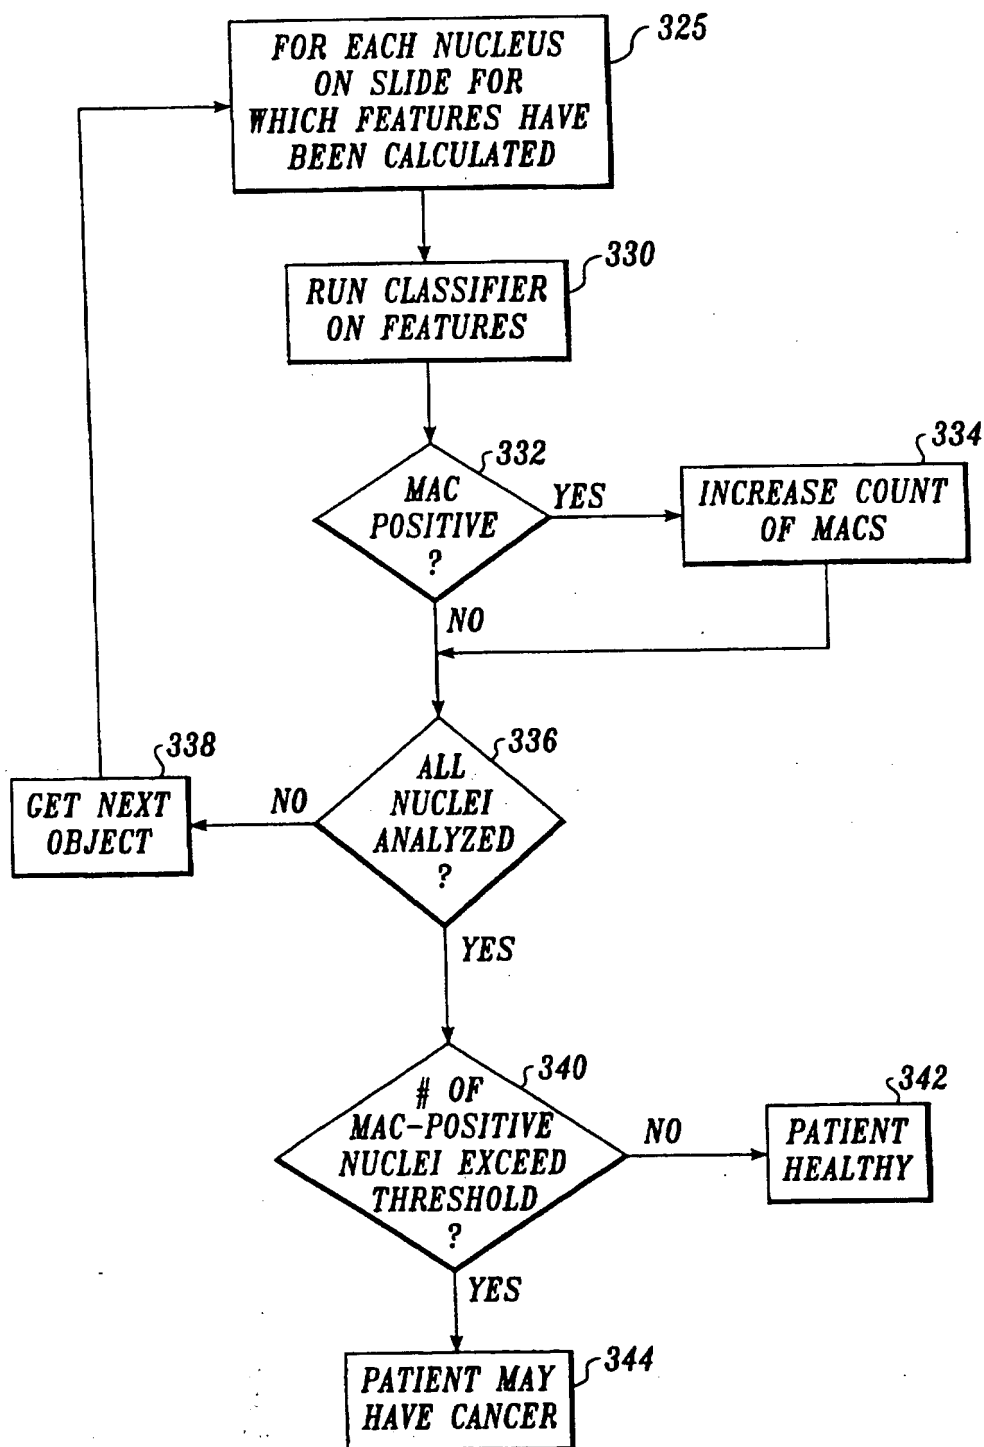 FOR EACH NUCLEUS
ON SLIDE FOR
WHICH FEATURES HAVE
BEEN CALCULATED
325
RUN CLASSIFIER
ON FEATURES
330
MAC
POSITIVE
?
332
YES
INCREASE COUNT
OF MACS
334
NO
ALL
NUCLEI
ANALYZED
?
336
NO
GET NEXT
OBJECT
338
YES
# OF
MAC-POSITIVE
NUCLEI EXCEED
THRESHOLD
?
340
NO
PATIENT
HEALTHY
342
YES
PATIENT MAY
HAVE CANCER
344